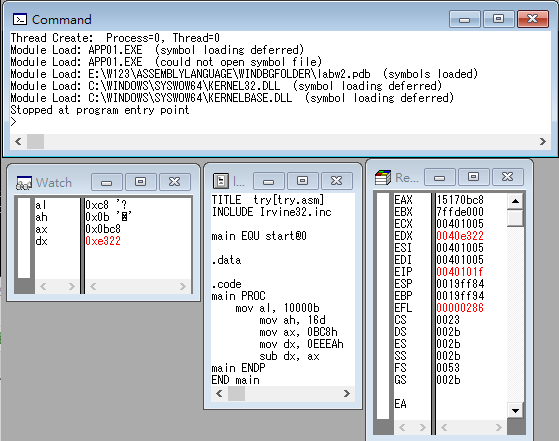 Command
Thread Create:  Process=0, Thread=0
Module Load: APP01.EXE  (symbol loading deferred)
Module Load: APP01.EXE  (could not open symbol file)
Module Load: E:\W123\ASSEMBLYLANGUAGE\WINDBGFOLDER\labw2.pdb  (symbols loaded)
Module Load: C:\WINDOWS\SYSWOW64\KERNEL32.DLL  (symbol loading deferred)
Module Load: C:\WINDOWS\SYSWOW64\KERNELBASE.DLL  (symbol loading deferred)
Stopped at program entry point
>
Watch
al 0xc8 '?
ah 0x0b
ax 0x0bc8
dx 0xe322
I...
TITLE  try[try.asm]
INCLUDE Irvine32.inc
main EQU start@0
.data
.code
main PROC
mov al, 10000b
mov ah, 16d
mov ax, 0BC8h
mov dx, 0EEEAh
sub dx, ax
main ENDP
END main
Re...
EAX 15170bc8
EBX 7ffde000
ECX 00401005
EDX 0040e322
ESI 00401005
EDI 00401005
EIP 0040101f
ESP 0019ff84
EBP 0019ff94
EFL 00000286
CS 0023
DS 002b
ES 002b
SS 002b
FS 0053
GS 002b
EA